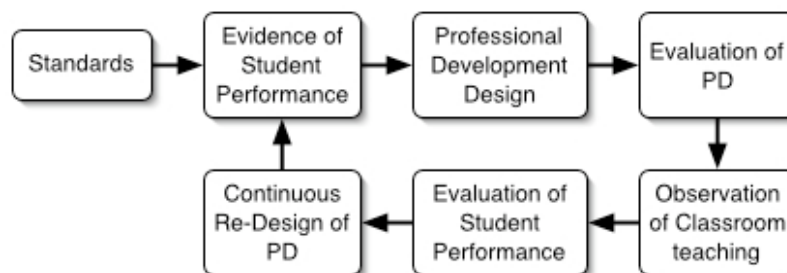 Standards
Evidence of
Student
Performance
Professional
Development
Design
Evaluation of
PD
Observation
of Classroom
teaching
Evaluation of
Student
Performance
Continuous
Re-Design of
PD